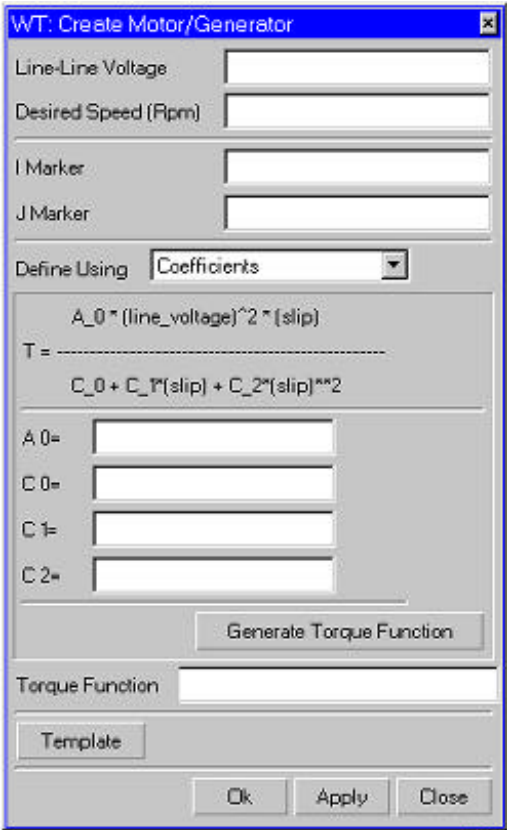 WT: Create Motor/Generator
Line-Line Voltage
Desired Speed (Rpm)
I Marker
J Marker
Define Using Coefficients
A_0 * (line_voltage)^2 * (slip)
T = --------------------------------------------------
C_0 + C_1*(slip) + C_2*(slip)**2
A 0=
C 0=
C 1=
C 2=
Generate Torque Function
Torque Function
Template
Ok Apply Close